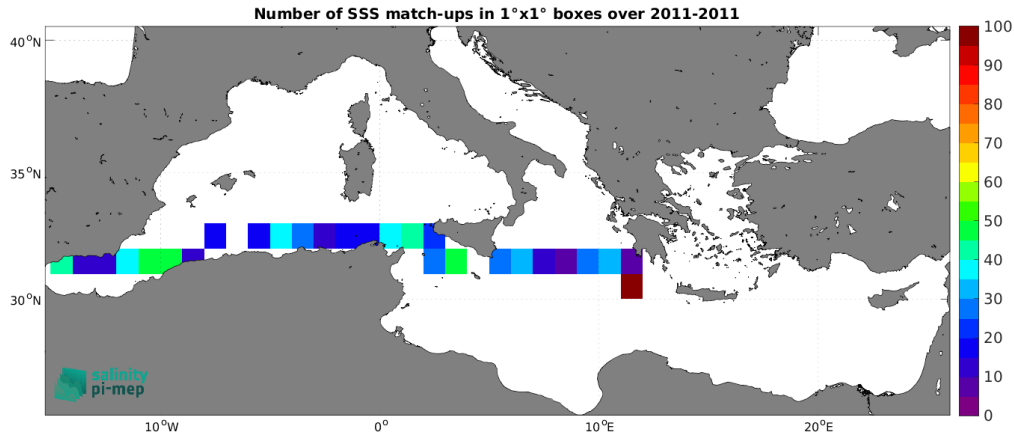 Number of SSS match-ups in 1°x1° boxes over 2011-2011
40°N
35°N
30°N
10°W
0°
10°E
20°E
100
90
80
70
60
50
40
30
20
10
0
salinity
pi-mep